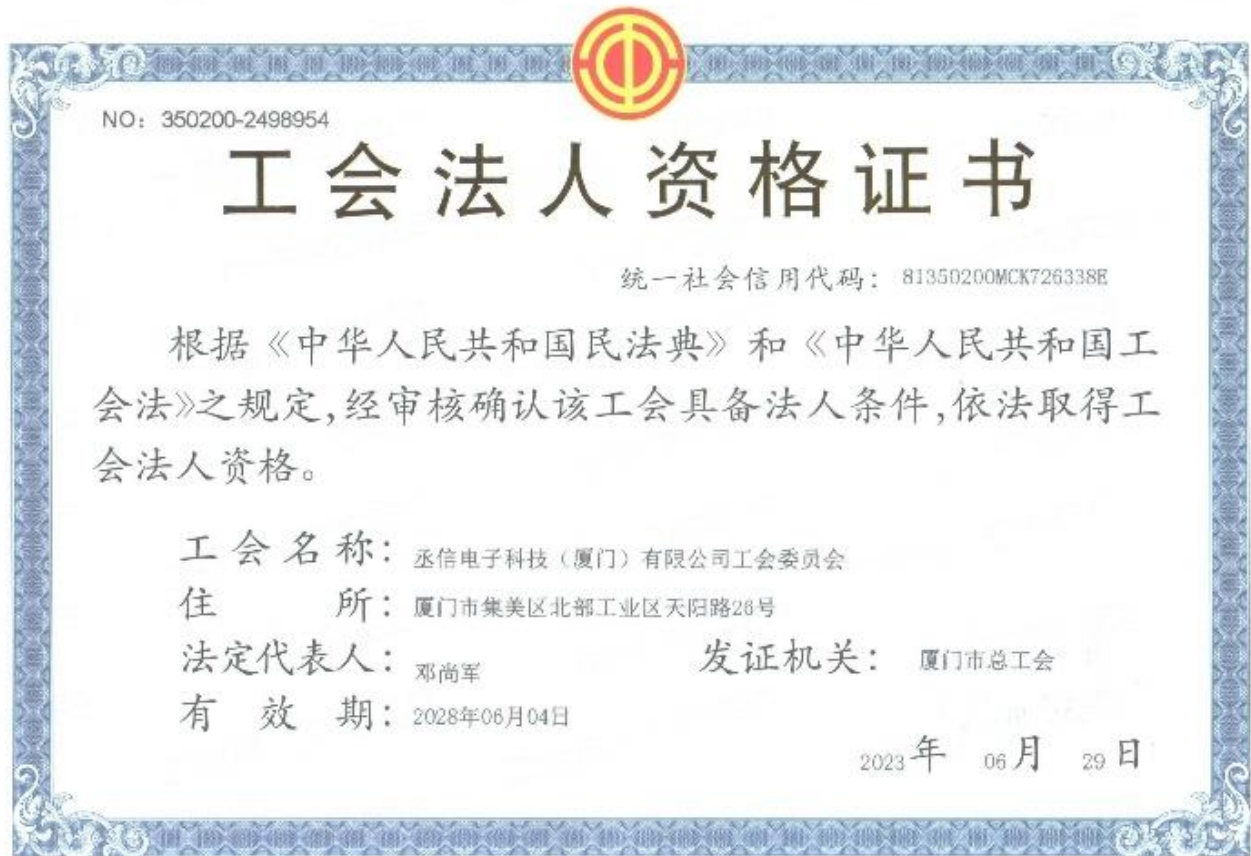 NO：350200-2498954
工会法人资格证书
统一社会信用代码：81350200MCK726338E
根据《中华人民共和国民法典》和《中华人民共和国工
会法》之规定,经审核确认该工会具备法人条件,依法取得工
会法人资格。
工会名称：丞信电子科技（厦门）有限公司工会委员会
住所：厦门市集美区北部工业区天阳路26号
法定代表人：邓尚军 发证机关：厦门市总工会
有效期：2028年06月04日
2023年 06月 29日